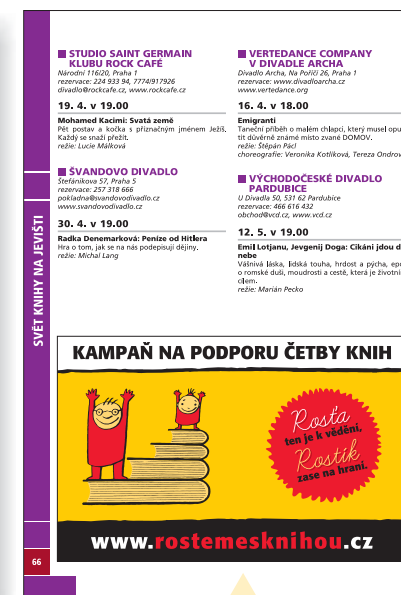 STUDIO SAINT GERMAIN
KLUBU ROCK CAFÉ
Národní 116/20, Praha 1
rezervace: 224 933 94, 7774/917926
divadlo@rockcafe.cz, www.rockcafe.cz
19. 4. v 19.00
Mohamed Kacimi: Svatá země
Pět postav a kočka s příznačným jménem Ježíš.
Každý se snaží přežít.
režie: Lucie Málková
ŠVANDOVO DIVADLO
Štefánikova 57, Praha 5
rezervace: 257 318 666
pokladna@svandovodivadlo.cz
www.svandovodivadlo.cz
30. 4. v 19.00
Radka Denemarková: Peníze od Hitlera
Hra o tom, jak se na nás podepisují dějiny.
režie: Michal Lang
VERTEDANCE COMPANY
V DIVADLE ARCHA
Divadlo Archa, Na Poříčí 26, Praha 1
rezervace: www.divadloarcha.cz
www.vertedance.org
16. 4. v 18.00
Emigranti
Taneční příběh o malém chlapci, který musel opu
tit důvěrně známé místo zvané DOMOV.
režie: Štěpán Pácl
choreografie: Veronika Kotlíková, Tereza Ondrov
VÝCHODOČESKÉ DIVADLO
PARDUBICE
U Divadla 50, 531 62 Pardubice
rezervace: 466 616 432
obchod@vcd.cz, www.vcd.cz
12. 5. v 19.00
Emil Lotjanu, Jevgenij Doga: Cikáni jdou d
nebe
Vášnivá láska, lidská touha, hrdost a pýcha, epo
o romské duši, moudrosti a cestě, která je životním
cílem.
režie: Marián Pecko
SVĚT KNIHY NA JEVIŠTI
KAMPAŇ NA PODPORU ČETBY KNIH
Rosťa
ten je k vědění,
Rostík
zase na hraní.
www.rostemesknihou.cz
66